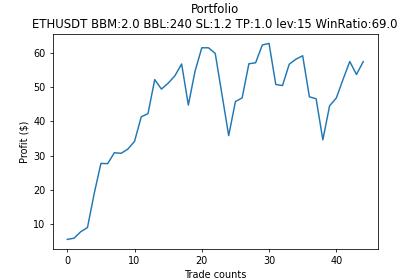 Portfolio
ETHUSDT BBM:2.0 BBL:240 SL:1.2 TP:1.0 lev:15 WinRatio:69.0
60
50
40
30
20
10
Profit ($)
0
10
20
30
40
Trade counts